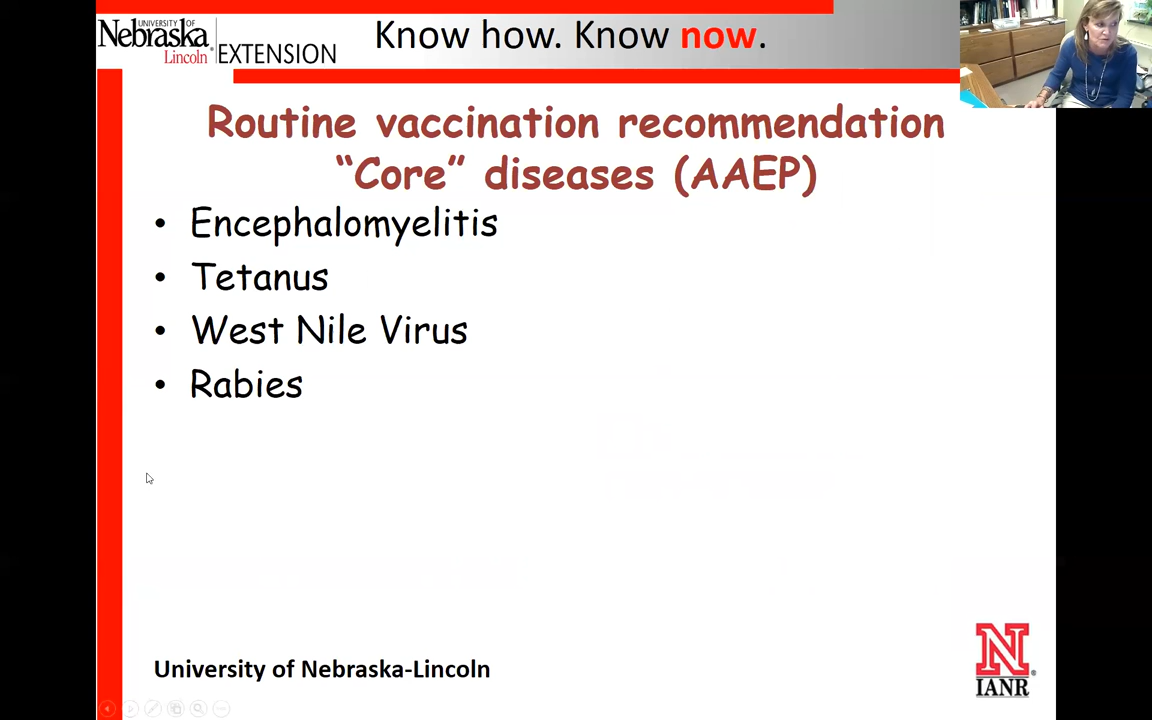 UNIVERSITY OF
Nebraska
Lincoln
EXTENSION
Know how. Know now.
Routine vaccination recommendation
“Core” diseases (AAEP)
• Encephalomyelitis
• Tetanus
• West Nile Virus
• Rabies
University of Nebraska-Lincoln
N
IANR